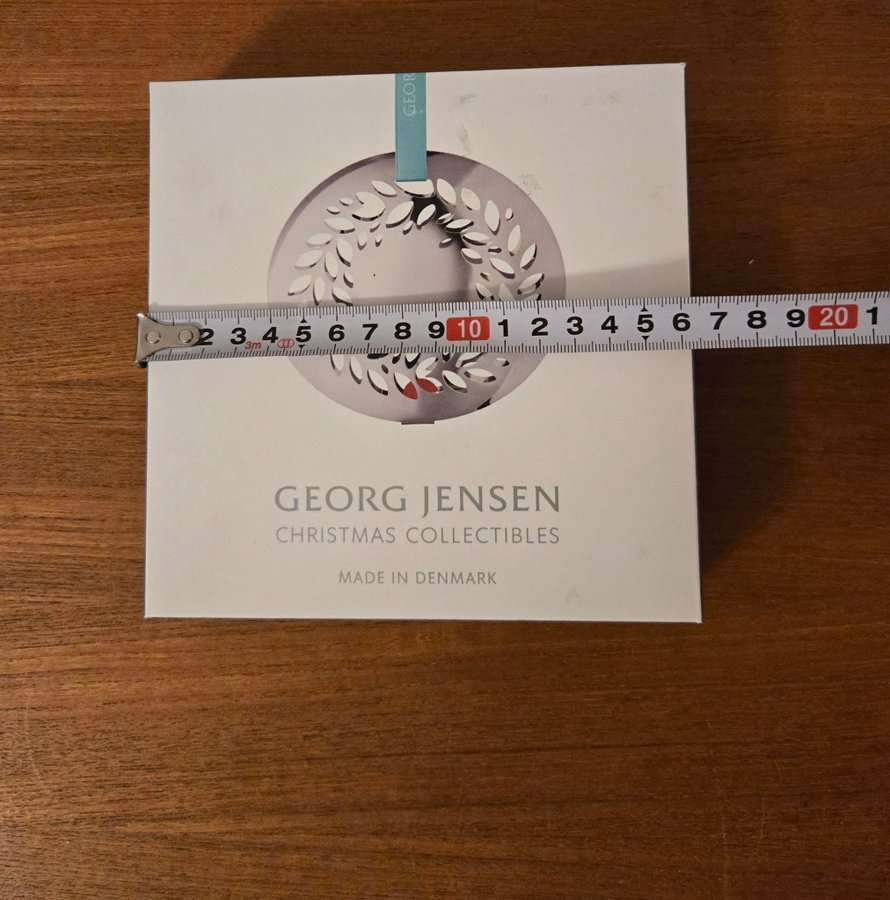 GEOR
2 3 4 5 6 7 8 9 10 1 2 3 4 5 6 7 8 9 20 1
3m
GEORG JENSEN
CHRISTMAS COLLECTIBLES
MADE IN DENMARK